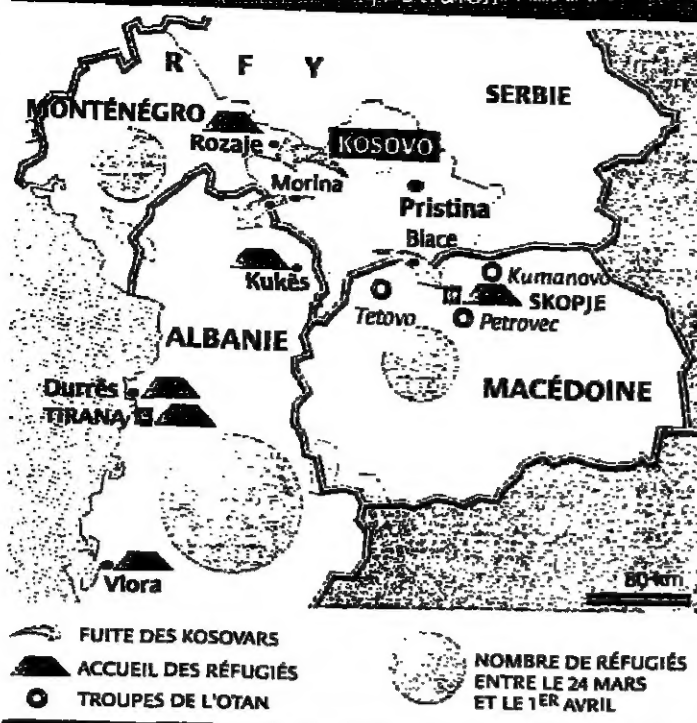 R F Y
SERBIE
MONTÉNÉGRO
Rozaje
KOSOVO
Morina
Pristina
Blace
Kukès
Kumanovo
SKOPJE
Tetovo
Petrovec
ALBANIE
MACÉDOINE
Durrës
TIRANA
Vlora
80 km
FUITE DES KOSOVARS
ACCUEIL DES RÉFUGIÉS
TROUPES DE L'OTAN
NOMBRE DE RÉFUGIÉS
ENTRE LE 24 MARS
ET LE 1ER AVRIL